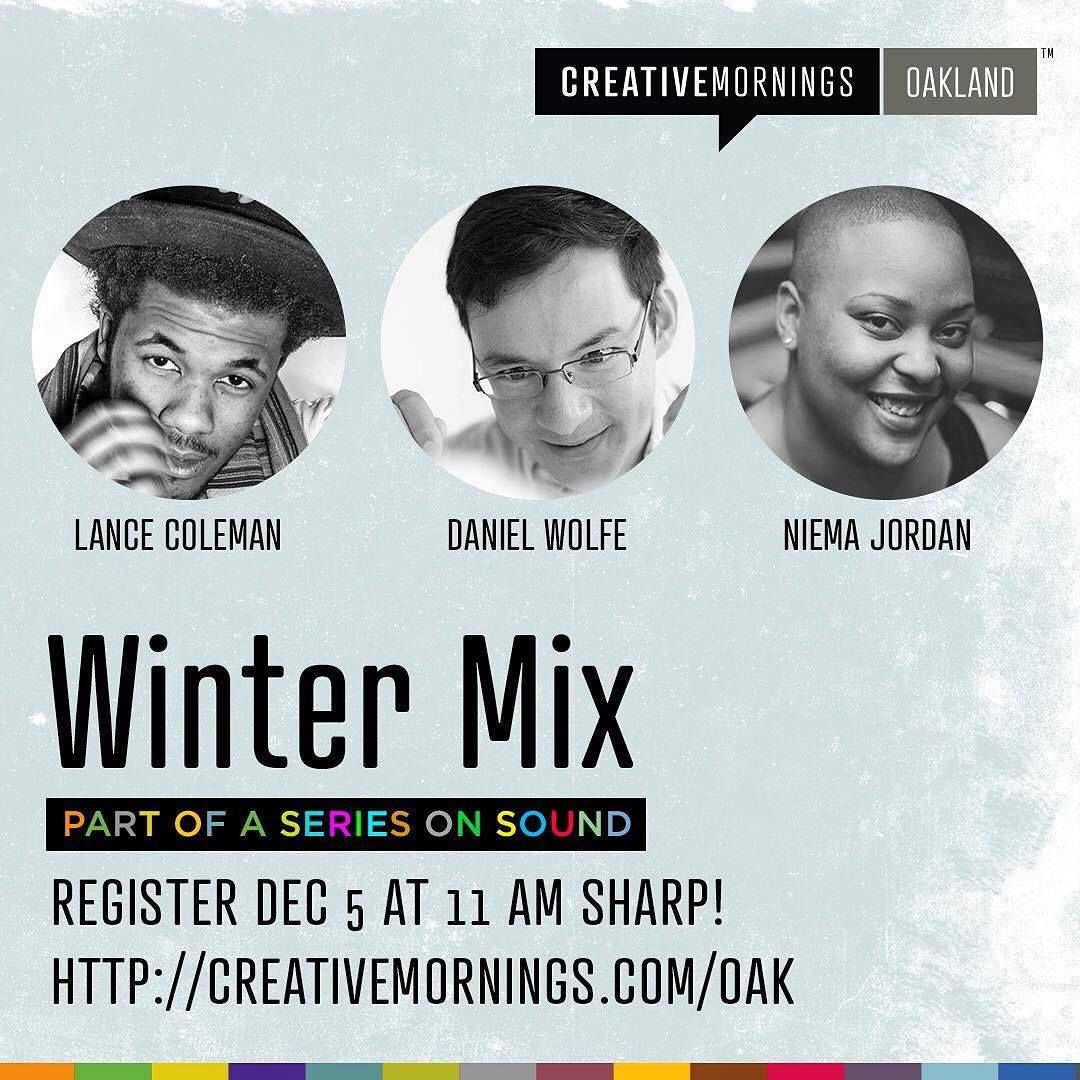 CREATIVEMORNINGS OAKLAND TM
LANCE COLEMAN DANIEL WOLFE NIEMA JORDAN
Winter Mix
PART OF A SERIES ON SOUND
REGISTER DEC 5 AT 11 AM SHARP!
HTTP://CREATIVEMORNINGS.COM/OAK